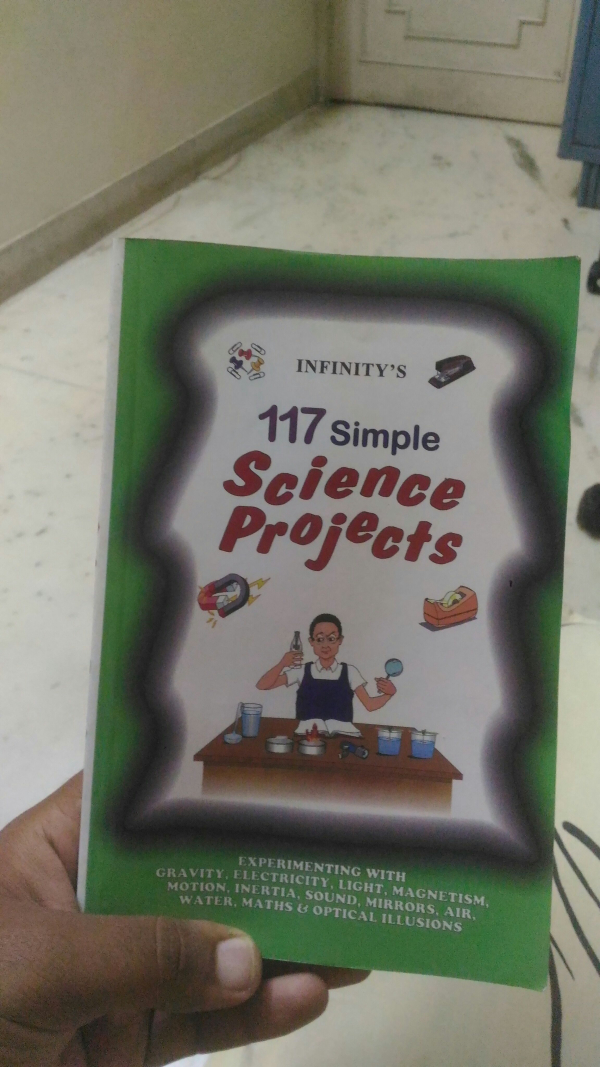 INFINITY'S
117 Simple
Science
Projects
EXPERIMENTING WITH
GRAVITY, ELECTRICITY, LIGHT, MAGNETISM,
MOTION, INERTIA, SOUND, MIRRORS, AIR,
WATER, MATHS & OPTICAL ILLUSIONS